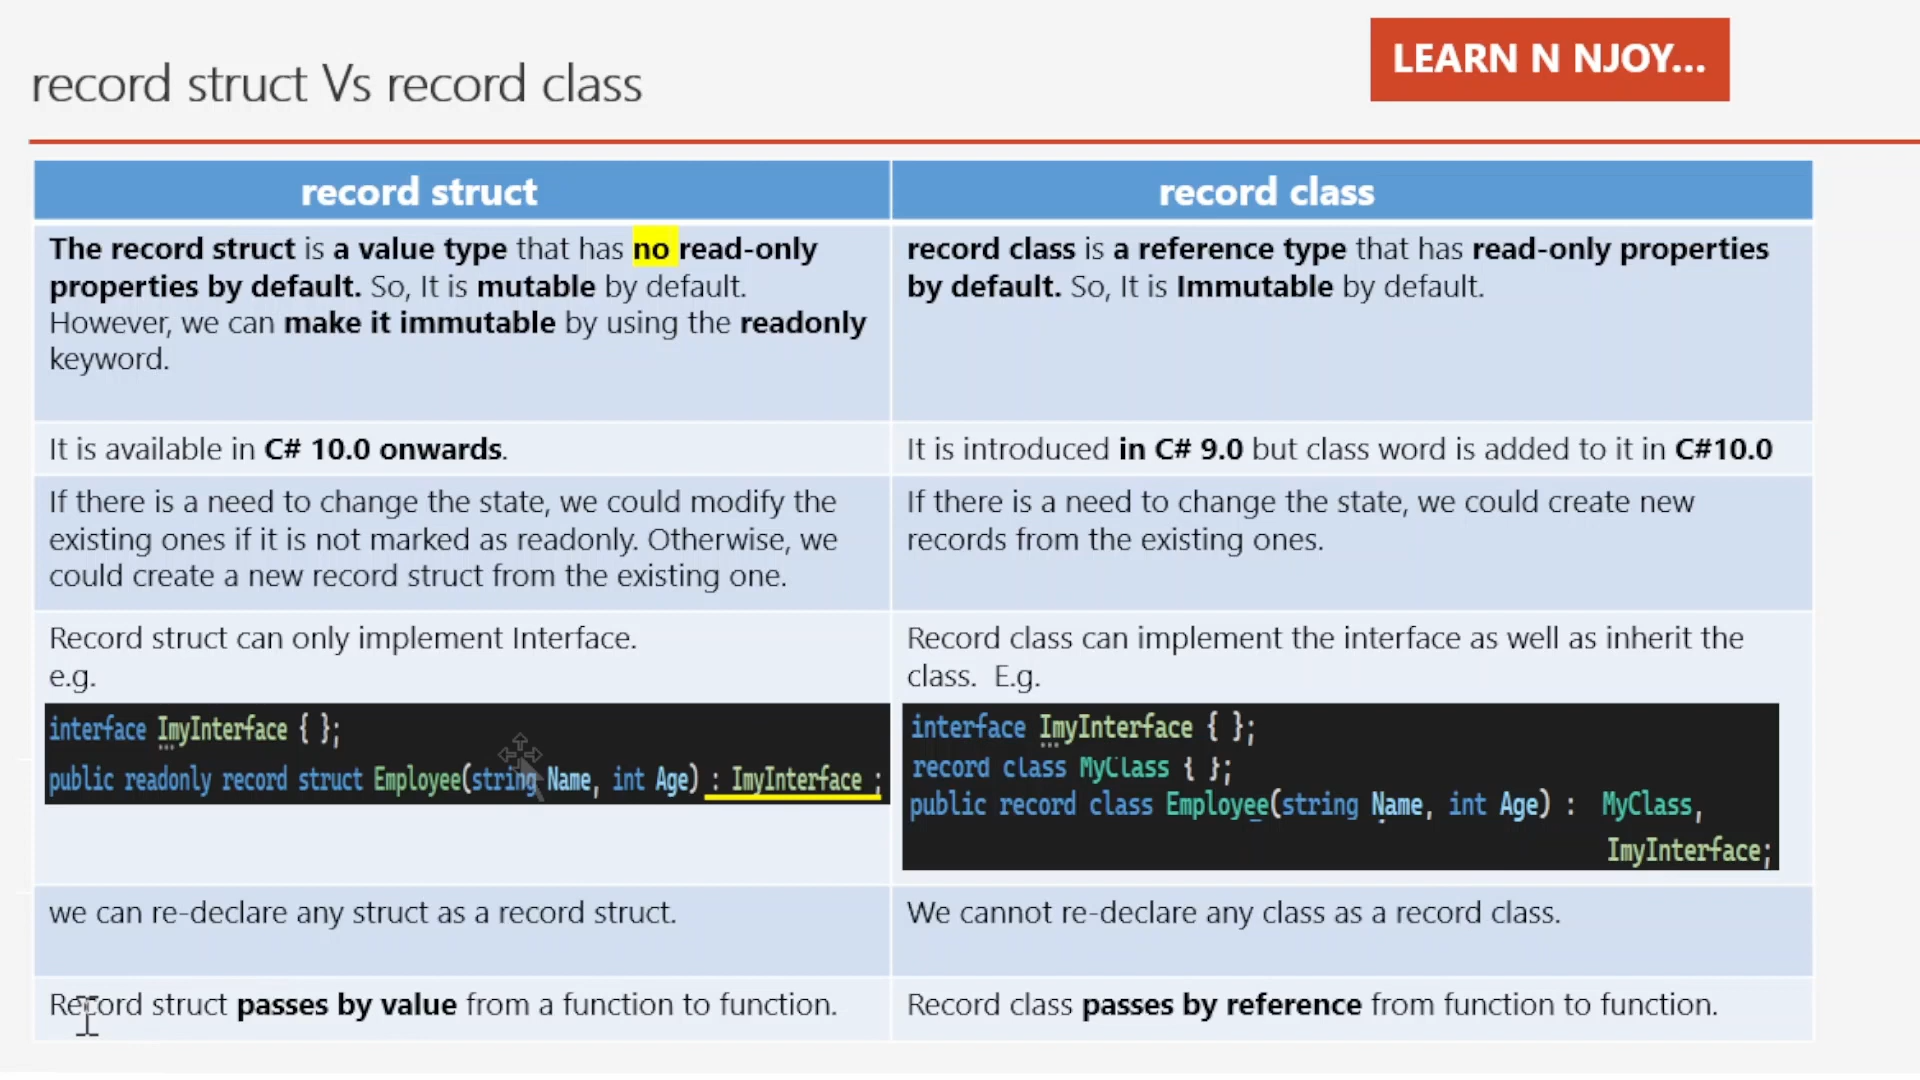 record struct Vs record class
LEARN N NJOY...
record struct
record class
The record struct is a value type that has no read-only
properties by default. So, It is mutable by default.
However, we can make it immutable by using the readonly
keyword.
record class is a reference type that has read-only properties
by default. So, It is Immutable by default.
It is available in C# 10.0 onwards.
It is introduced in C# 9.0 but class word is added to it in C#10.0
If there is a need to change the state, we could modify the
existing ones if it is not marked as readonly. Otherwise, we
could create a new record struct from the existing one.
If there is a need to change the state, we could create new
records from the existing ones.
Record struct can only implement Interface.
e.g.
interface ImyInterface { };
public readonly record struct Employee(string Name, int Age) : ImyInterface ;
Record class can implement the interface as well as inherit the
class.  E.g.
interface ImyInterface { };
record class MyClass { };
public record class Employee(string Name, int Age) :  MyClass,
ImyInterface;
we can re-declare any struct as a record struct.
We cannot re-declare any class as a record class.
Record struct passes by value from a function to function.
Record class passes by reference from function to function.